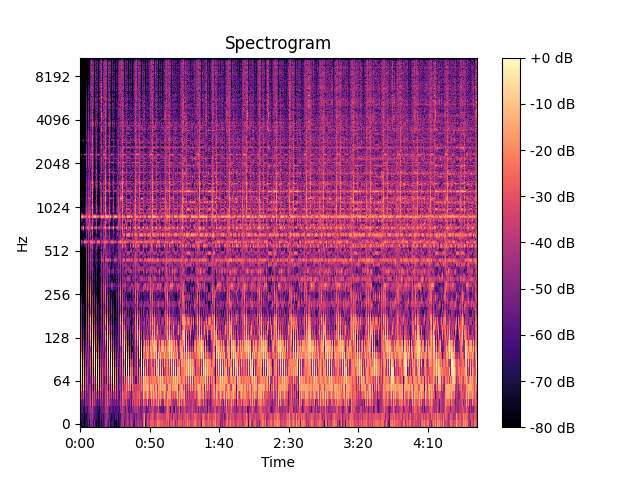 Spectrogram
8192
4096
2048
1024
512
256
128
64
0
Hz
0:00
0:50
1:40
2:30
3:20
4:10
Time
+0 dB
-10 dB
-20 dB
-30 dB
-40 dB
-50 dB
-60 dB
-70 dB
-80 dB